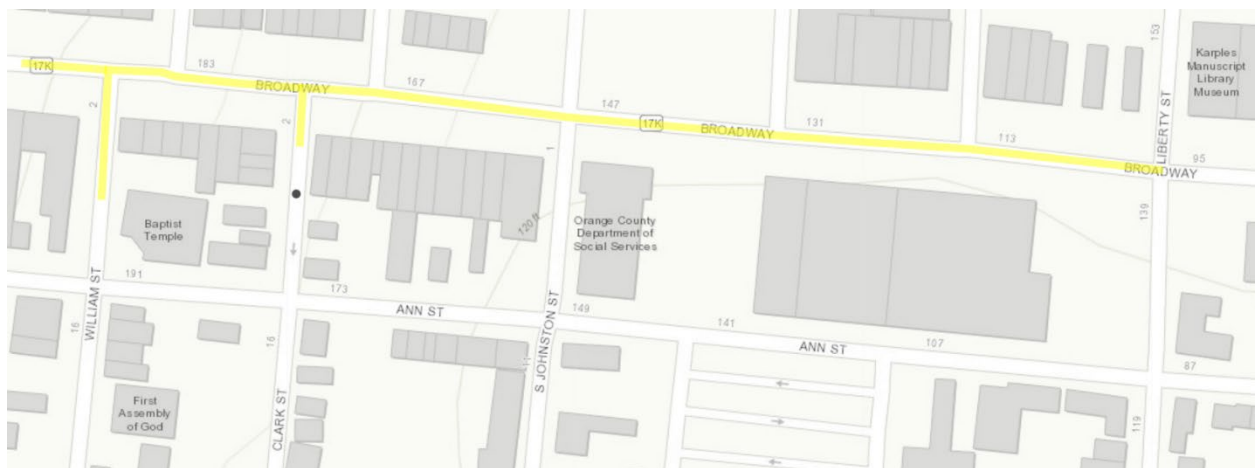 153
Karples
Manuscript
Library
Museum
17K
183
BROADWAY
167
147
17K
BROADWAY
131
113
LIBERTY ST
95
BROADWAY
2
2
1
139
Baptist
Temple
120 ft
Orange County
Department of
Social Services
191
173
ANN ST
149
141
ANN ST
107
87
WILLIAM ST
16
16
S JOHNSTON ST
11
First
Assembly
of God
CLARK ST
119